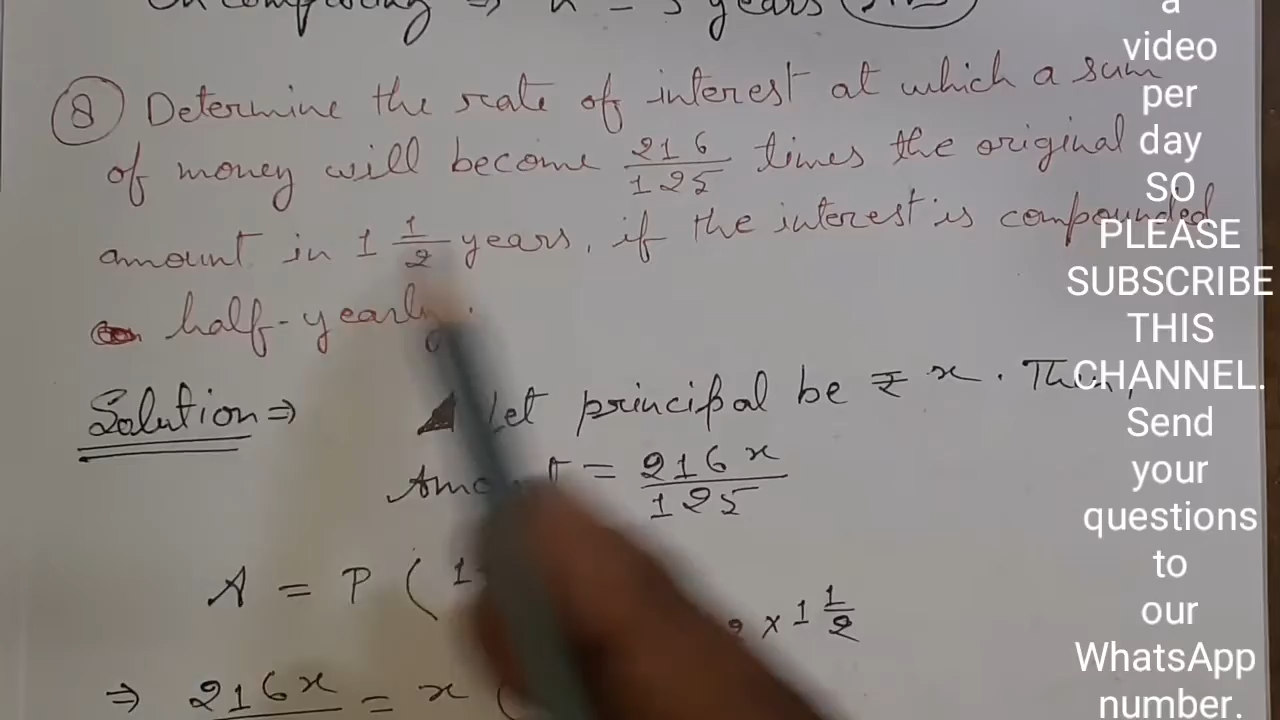 years
⑧ Determine the rate of interest at which a sum
of money will become 216/125 times the original
amount in 1 1/2 years, if the interest is compounded
half-yearly.
Solution ⇒ Let principal be ₹ x. Then,
= 216x/125
A = P ( 1
× 1 1/2
⇒ 216x = x (
a
video
per
day
SO
PLEASE
SUBSCRIBE
THIS
CHANNEL.
Send
your
questions
to
our
WhatsApp
number.